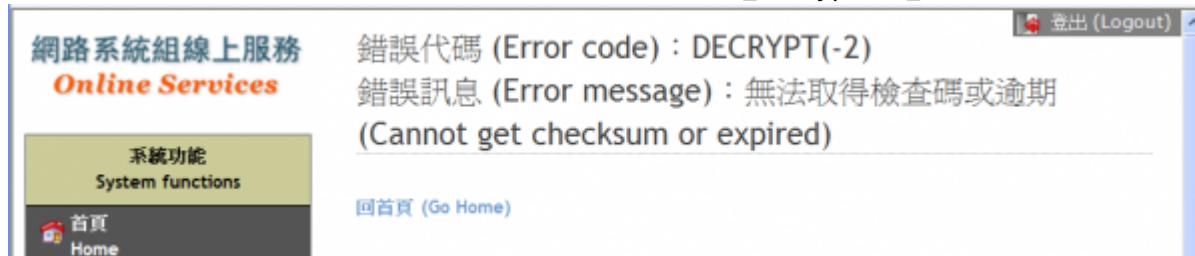 登出 (Logout)
網路系統組線上服務
Online Services
錯誤代碼 (Error code)：DECRYPT(-2)
錯誤訊息 (Error message)：無法取得檢查碼或逾期
(Cannot get checksum or expired)
系統功能
System functions
回首頁 (Go Home)
首頁
Home